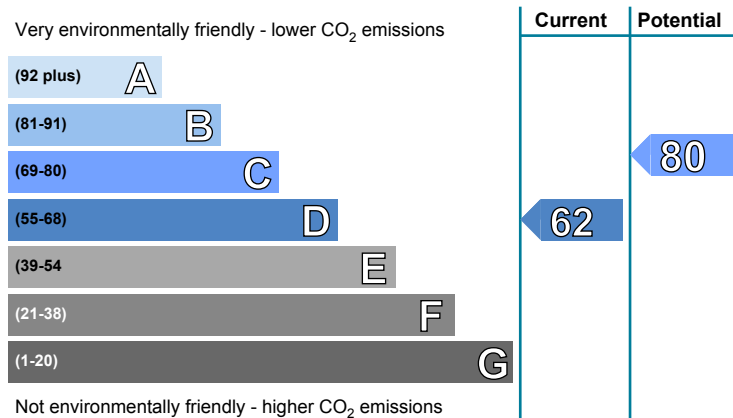 Current Potential
Very environmentally friendly - lower CO₂ emissions
(92 plus) A
(81-91) B
(69-80) C
80
(55-68) D
62
(39-54 E
(21-38) F
(1-20) G
Not environmentally friendly - higher CO₂ emissions